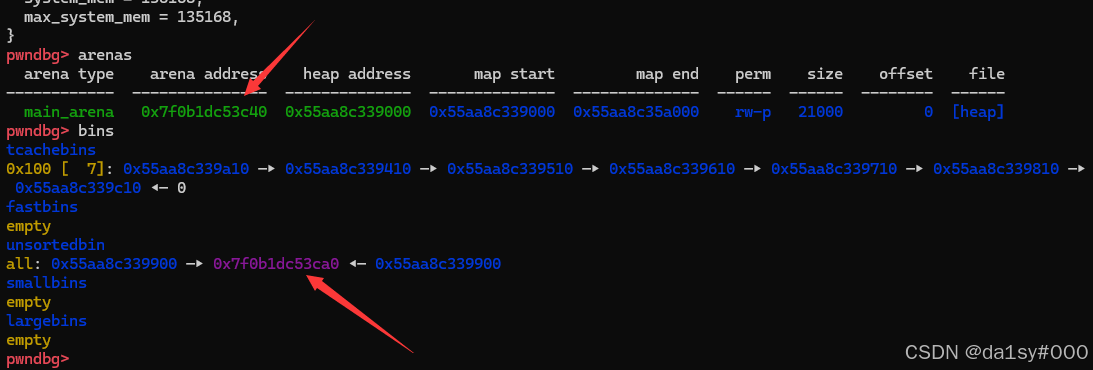 system_mem = 135168,
max_system_mem = 135168,
}
pwndbg> arenas
arena type    arena address    heap address    map start    map end    perm    size    offset    file
------------  --------------  --------------  --------------  --------------  ------  ------  --------  ------
main_arena    0x7f0b1dc53c40    0x55aa8c339000    0x55aa8c339000    0x55aa8c35a000    rw-p    21000    0    [heap]
pwndbg> bins
tcachebins
0x100 [  7]: 0x55aa8c339a10 —▸ 0x55aa8c339410 —▸ 0x55aa8c339510 —▸ 0x55aa8c339610 —▸ 0x55aa8c339710 —▸ 0x55aa8c339810 —▸
0x55aa8c339c10 ◂— 0
fastbins
empty
unsortedbin
all: 0x55aa8c339900 —▸ 0x7f0b1dc53ca0 ◂— 0x55aa8c339900
smallbins
empty
largebins
empty
pwndbg>
CSDN @da1sy#000